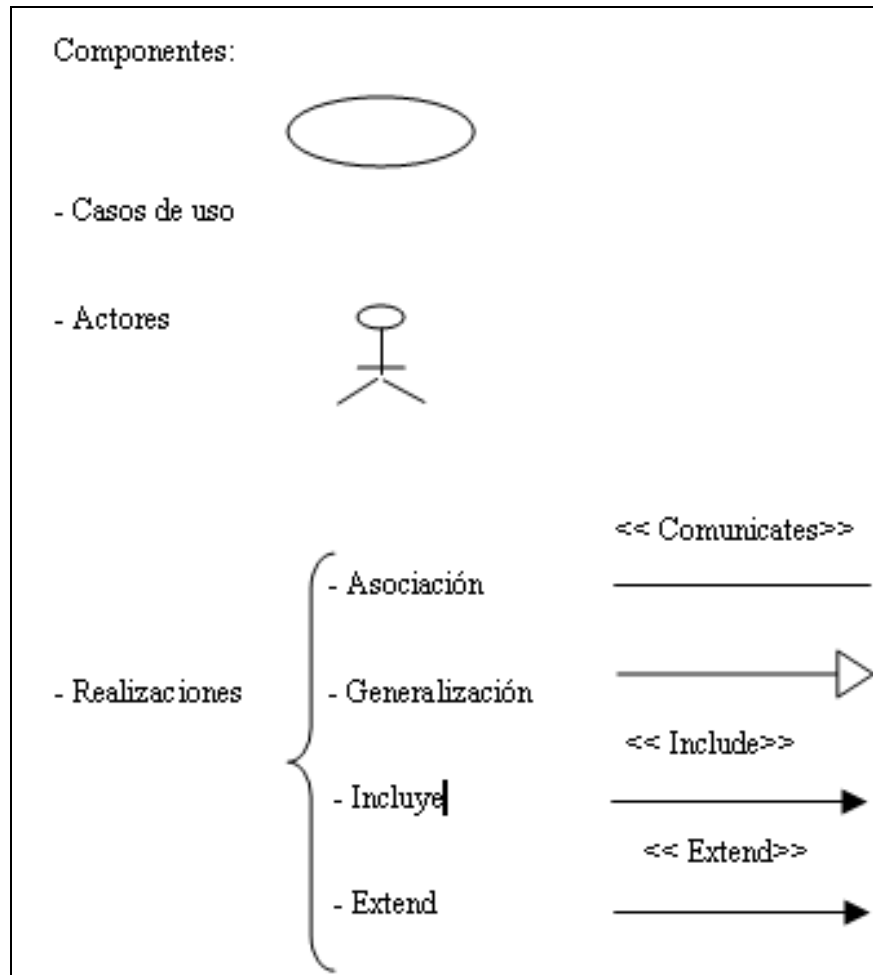 Componentes:
- Casos de uso
- Actores
<< Comunicates>>
- Asociación
- Realizaciones
- Generalización
<< Include>>
- Incluye
<< Extend>>
- Extend